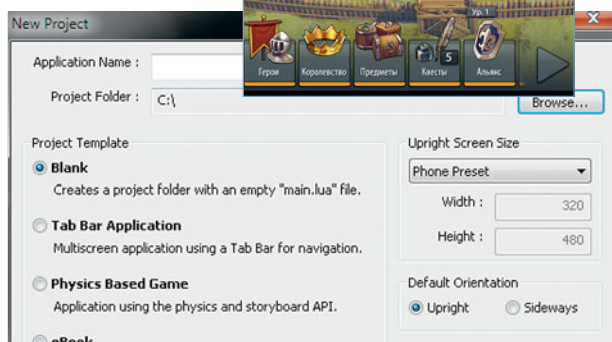 New Project
Ур. 1
5
Герои Королевство Предметы Квесты Альянс
Application Name :
Project Folder : C:\ Browse...
Project Template
Blank
Creates a project folder with an empty "main.lua" file.
Tab Bar Application
Multiscreen application using a Tab Bar for navigation.
Physics Based Game
Application using the physics and storyboard API.
eBook
Upright Screen Size
Phone Preset
Width : 320
Height : 480
Default Orientation
Upright Sideways